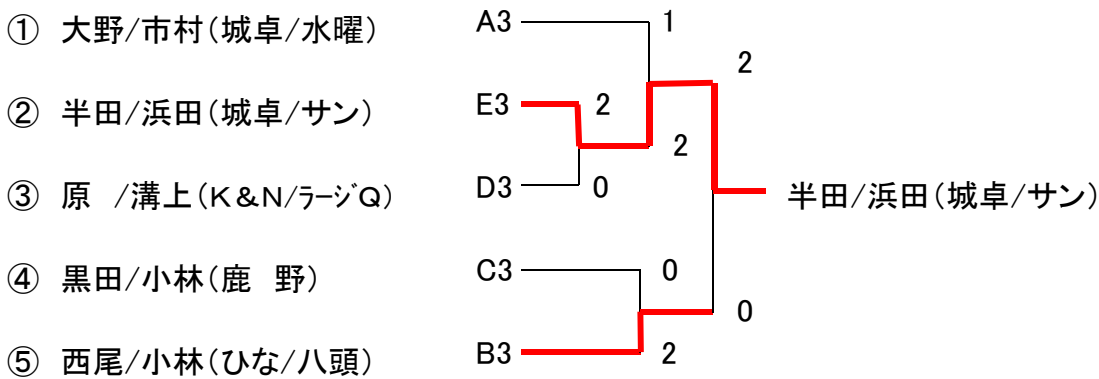 ① 大野/市村(城卓/水曜) A3 1
2
② 半田/浜田(城卓/サン) E3 2
2
③ 原 /溝上(K&N/ラージQ) D3 0 半田/浜田(城卓/サン)
④ 黒田/小林(鹿 野) C3 0
0
⑤ 西尾/小林(ひな/八頭) B3 2